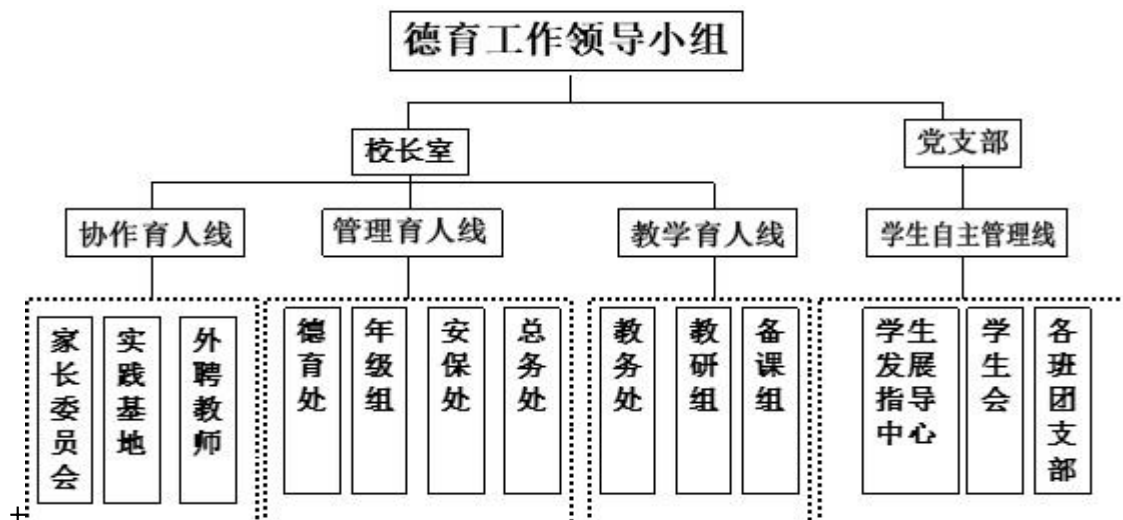 德育工作领导小组
校长室
党支部
协作育人线
管理育人线
教学育人线
学生自主管理线
家长委员会
实践基地
外聘教师
德育处
年级组
安保处
总务处
教务处
教研组
备课组
学生发展指导中心
学生会
各班团支部